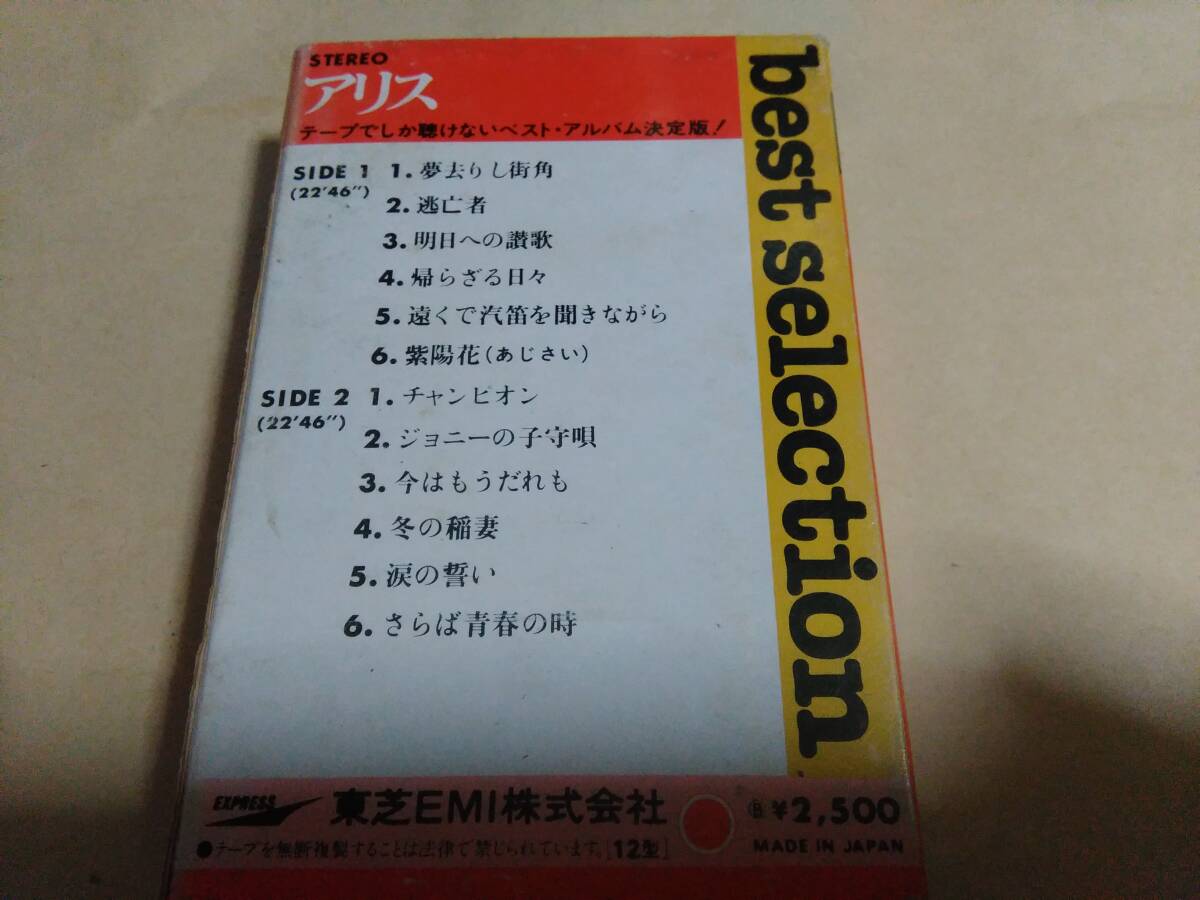 STEREO
アリス
テープでしか聴けないベスト・アルバム決定版!
SIDE 1 1.夢去りし街角
(22'46")
2.逃亡者
3.明日への讃歌
4.帰らざる日々
5.遠くで汽笛を聞きながら
6.紫陽花(あじさい)
SIDE 2 1.チャンピオン
(22'46")
2.ジョニーの子守唄
3.今はもうだれも
4.冬の稲妻
5.涙の誓い
6.さらば青春の時
best selection
EXPRESS 東芝EMI株式会社 Ⓑ¥2,500
●テープを無断複製することは法律で禁じられています。[12型] MADE IN JAPAN